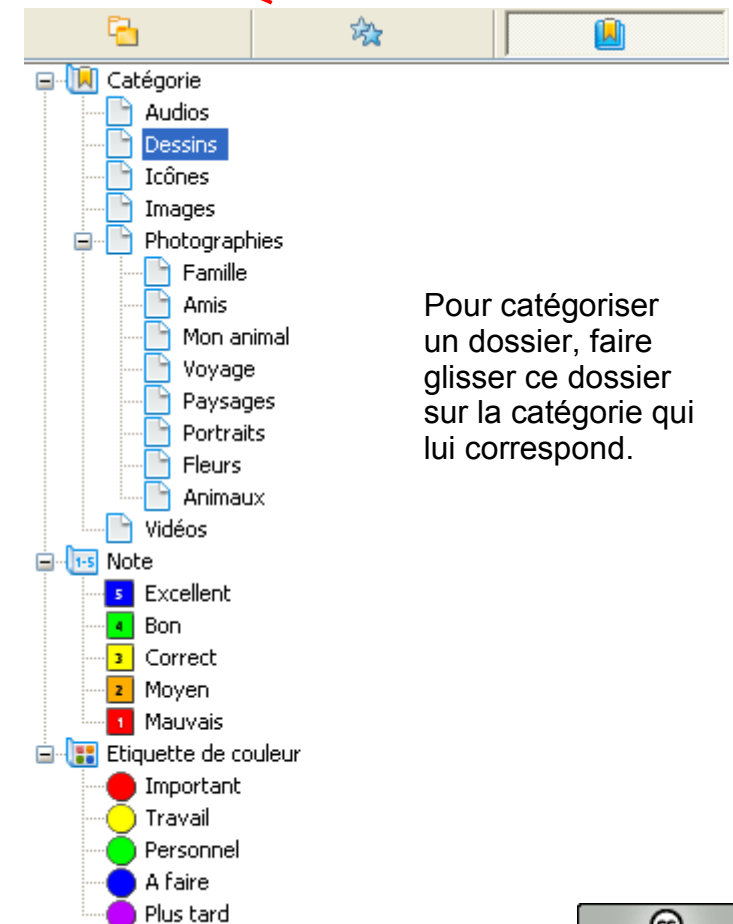 Catégorie
Audios
Dessins
Icônes
Images
Photographies
Famille
Amis
Mon animal
Voyage
Paysages
Portraits
Fleurs
Animaux
Vidéos
Pour catégoriser
un dossier, faire
glisser ce dossier
sur la catégorie qui
lui correspond.
1-5 Note
5 Excellent
4 Bon
3 Correct
2 Moyen
1 Mauvais
Etiquette de couleur
Important
Travail
Personnel
A faire
Plus tard